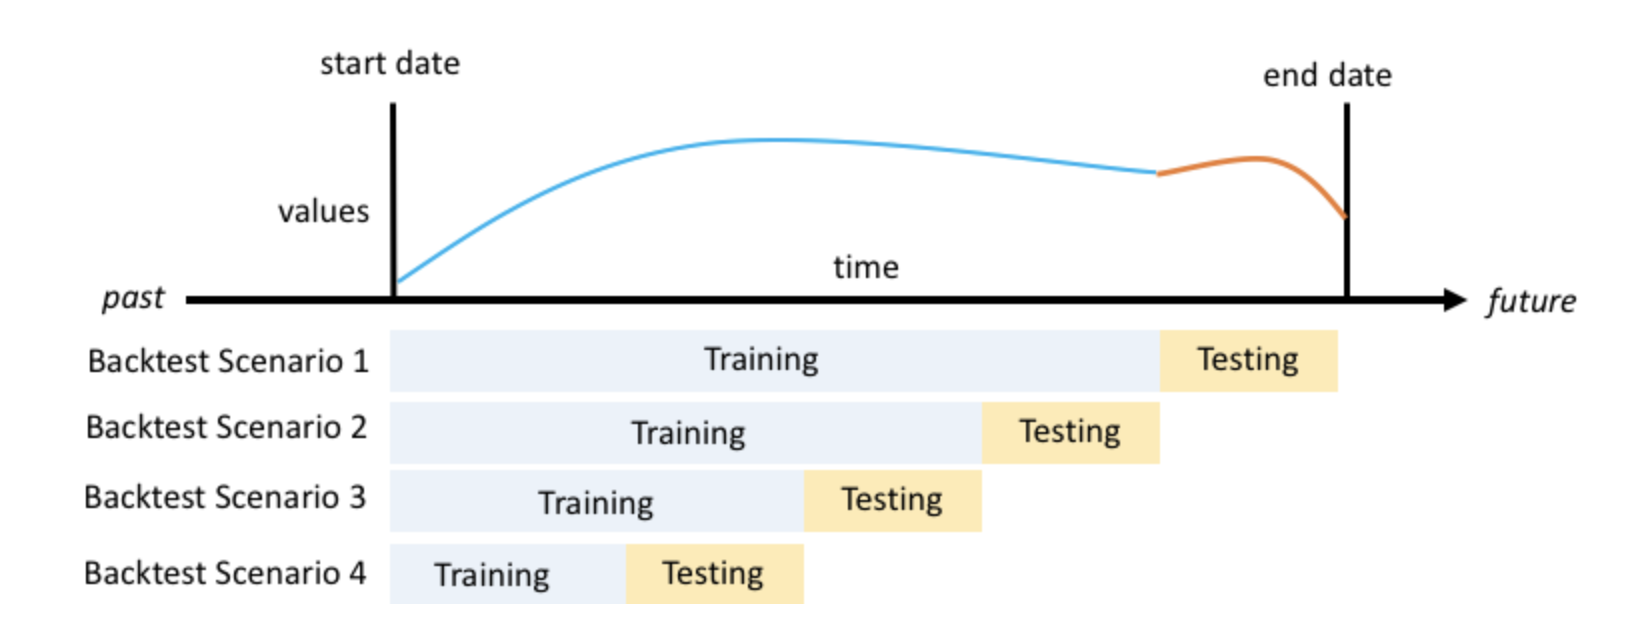 start date
end date
values
time
past
future
Backtest Scenario 1
Training
Testing
Backtest Scenario 2
Training
Testing
Backtest Scenario 3
Training
Testing
Backtest Scenario 4
Training
Testing